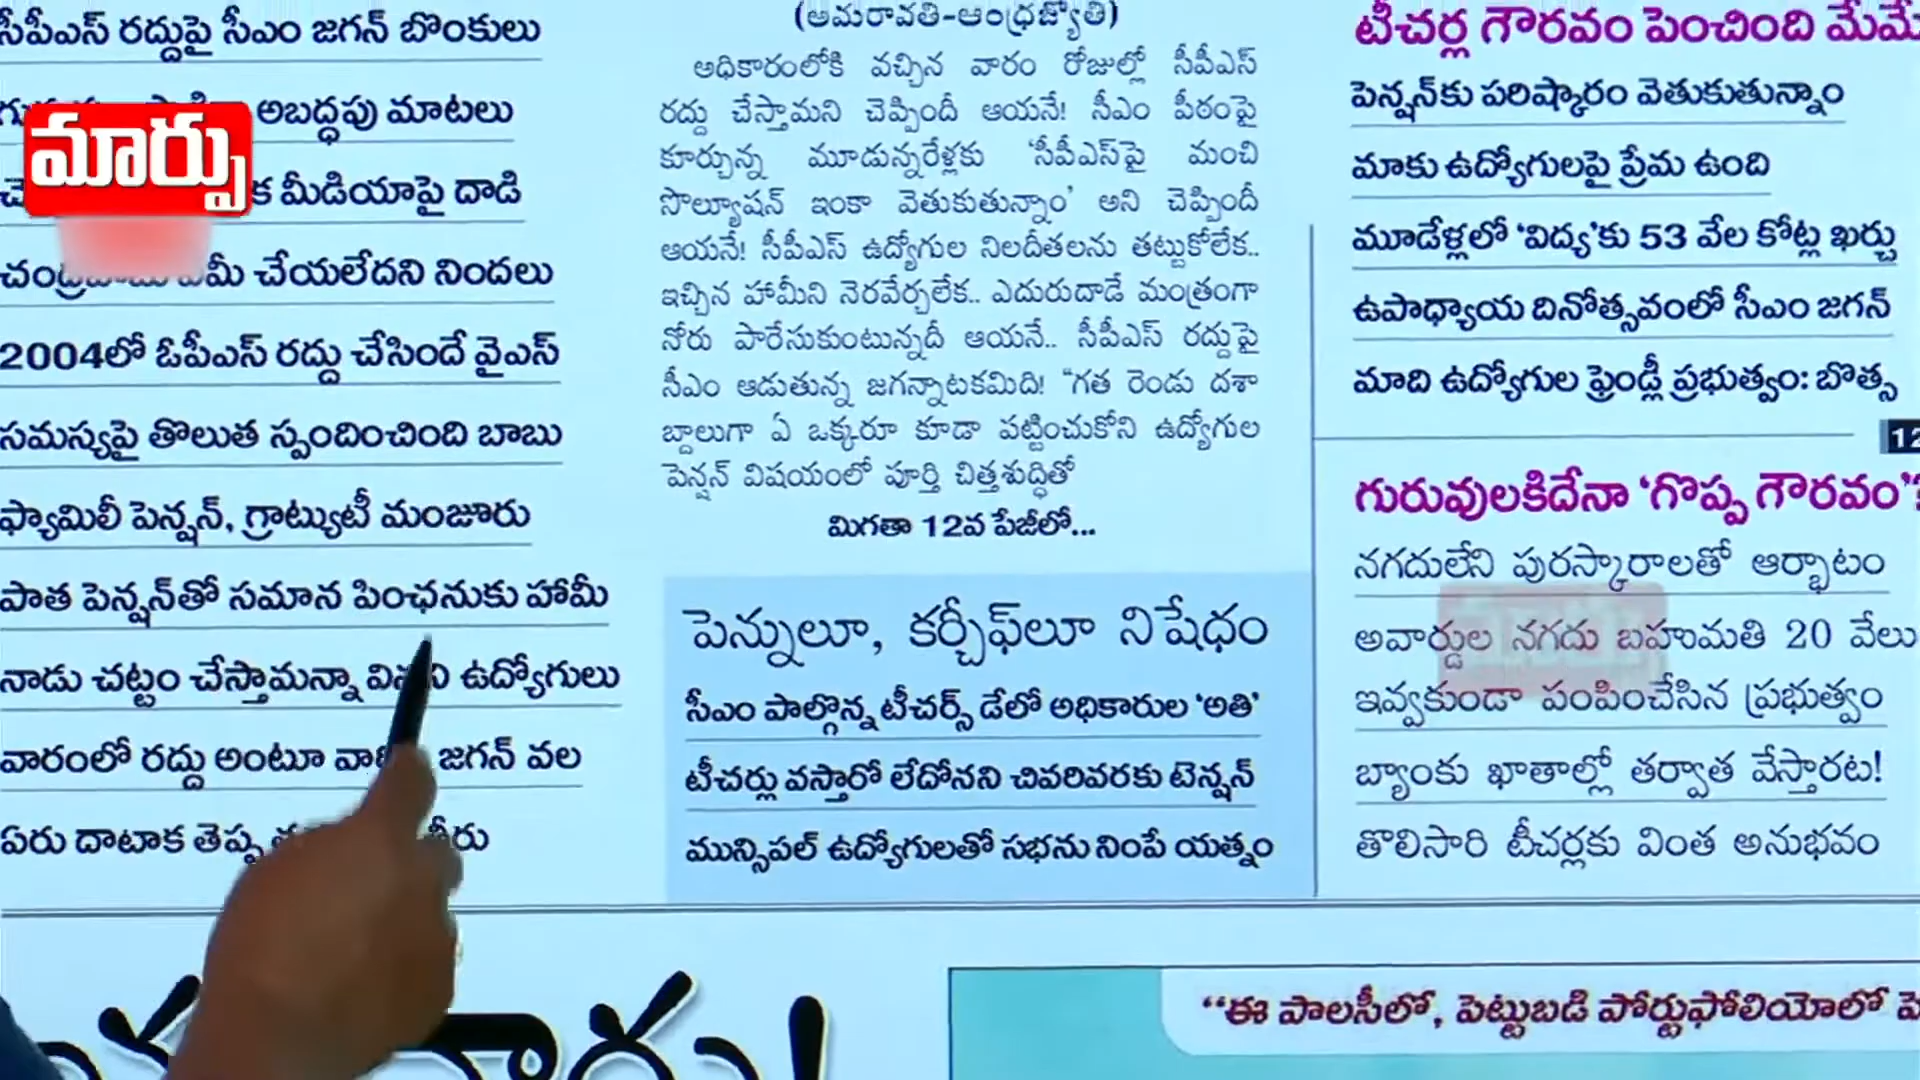 సీపీఎస్ రద్దుపై సీఎం జగన్ బొంకులు
అబద్ధపు మాటలు
మార్పు
మీడియాపై దాడి
చేయలేదని నిందలు
2004లో ఓపీఎస్ రద్దు చేసిందే వైఎస్
సమస్యపై తొలుత స్పందించింది బాబు
ఫ్యామిలీ పెన్షన్, గ్రాట్యుటీ మంజూరు
పాత పెన్షన్‌తో సమాన పింఛనుకు హామీ
నాడు చట్టం చేస్తామన్నా ఉద్యోగులు
వారంలో రద్దు అంటూ జగన్ వల
ఏరు దాటాక తెప్ప
(అమరావతి-ఆంధ్రజ్యోతి)
అధికారంలోకి వచ్చిన వారం రోజుల్లో సీపీఎస్
రద్దు చేస్తామని చెప్పిందీ ఆయనే! సీఎం పీఠంపై
కూర్చున్న మూడున్నరేళ్లకు ‘సీపీఎస్‌పై మంచి
సొల్యూషన్ ఇంకా వెతుకుతున్నాం’ అని చెప్పిందీ
ఆయనే! సీపీఎస్ ఉద్యోగుల నిలదీతలను తట్టుకోలేక..
ఇచ్చిన హామీని నెరవేర్చలేక.. ఎదురుదాడే మంత్రంగా
నోరు పారేసుకుంటున్నదీ ఆయనే.. సీపీఎస్ రద్దుపై
సీఎం ఆడుతున్న జగన్నాటకమిది! “గత రెండు దశా
బ్దాలుగా ఏ ఒక్కరూ కూడా పట్టించుకోని ఉద్యోగుల
పెన్షన్ విషయంలో పూర్తి చిత్తశుద్ధితో
మిగతా 12వ పేజీలో...
పెన్నులూ, కర్చీఫ్‌లూ నిషేధం
సీఎం పాల్గొన్న టీచర్స్ డేలో అధికారుల ‘అతి’
టీచర్లు వస్తారో లేదోనని చివరివరకు టెన్షన్
మున్సిపల్ ఉద్యోగులతో సభను నింపే యత్నం
టీచర్ల గౌరవం పెంచింది మేమే
పెన్షన్‌కు పరిష్కారం వెతుకుతున్నాం
మాకు ఉద్యోగులపై ప్రేమ ఉంది
మూడేళ్లలో ‘విద్య’కు 53 వేల కోట్ల ఖర్చు
ఉపాధ్యాయ దినోత్సవంలో సీఎం జగన్
మాది ఉద్యోగుల ఫ్రెండ్లీ ప్రభుత్వం: బొత్స
12
గురువులకిదేనా ‘గొప్ప గౌరవం’?
నగదులేని పురస్కారాలతో ఆర్భాటం
అవార్డుల నగదు బహుమతి 20 వేలు
ఇవ్వకుండా పంపించేసిన ప్రభుత్వం
బ్యాంకు ఖాతాల్లో తర్వాత వేస్తారట!
తొలిసారి టీచర్లకు వింత అనుభవం
“ఈ పాలసీలో, పెట్టుబడి పోర్టుఫోలియోలో